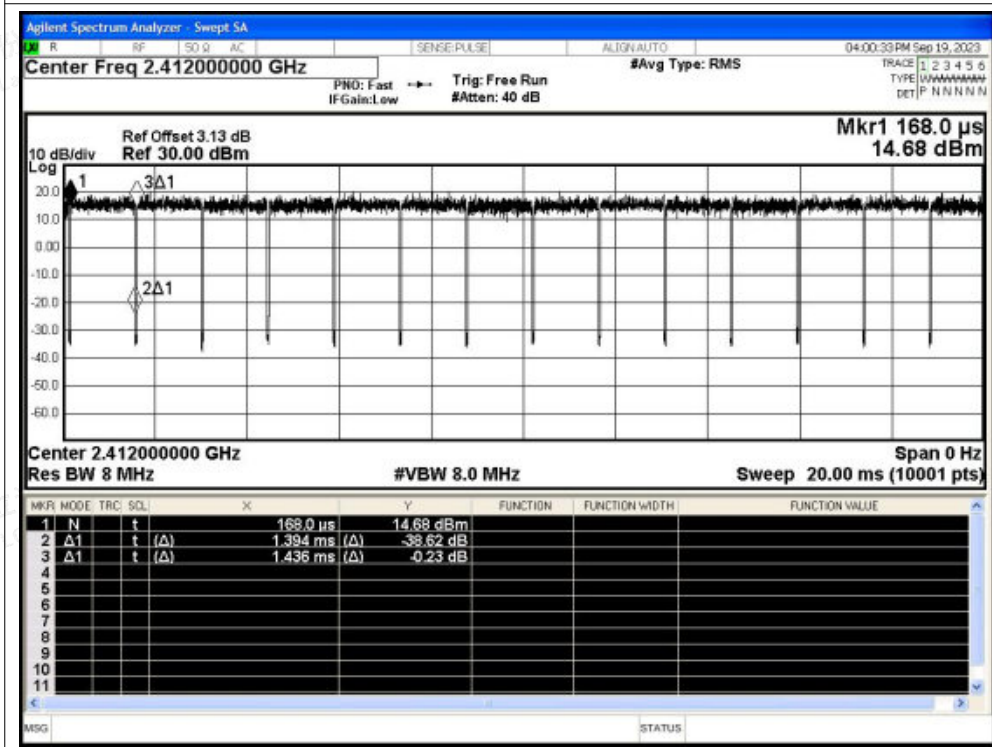 Agilent Spectrum Analyzer - Swept SA
LXI R RF 50 Ω AC SENSE:PULSE ALIGNAUTO 04:00:33 PM Sep 19, 2023
Center Freq 2.412000000 GHz #Avg Type: RMS TRACE 1 2 3 4 5 6
PNO: Fast Trig: Free Run TYPE WWWWWW
IFGain:Low #Atten: 40 dB DET P N N N N N
Mkr1 168.0 µs
Ref Offset 3.13 dB
10 dB/div Ref 30.00 dBm 14.68 dBm
Log
1 3Δ1
20.0
10.0
0.00
-10.0
2Δ1
-20.0
-30.0
-40.0
-50.0
-60.0
Center 2.412000000 GHz Span 0 Hz
Res BW 8 MHz #VBW 8.0 MHz Sweep 20.00 ms (10001 pts)
MKR MODE TRC SCL X Y FUNCTION FUNCTION WIDTH FUNCTION VALUE
1 N t 168.0 µs 14.68 dBm
2 Δ1 t (Δ) 1.394 ms (Δ) -38.62 dB
3 Δ1 t (Δ) 1.436 ms (Δ) -0.23 dB
4
5
6
7
8
9
10
11
MSG STATUS